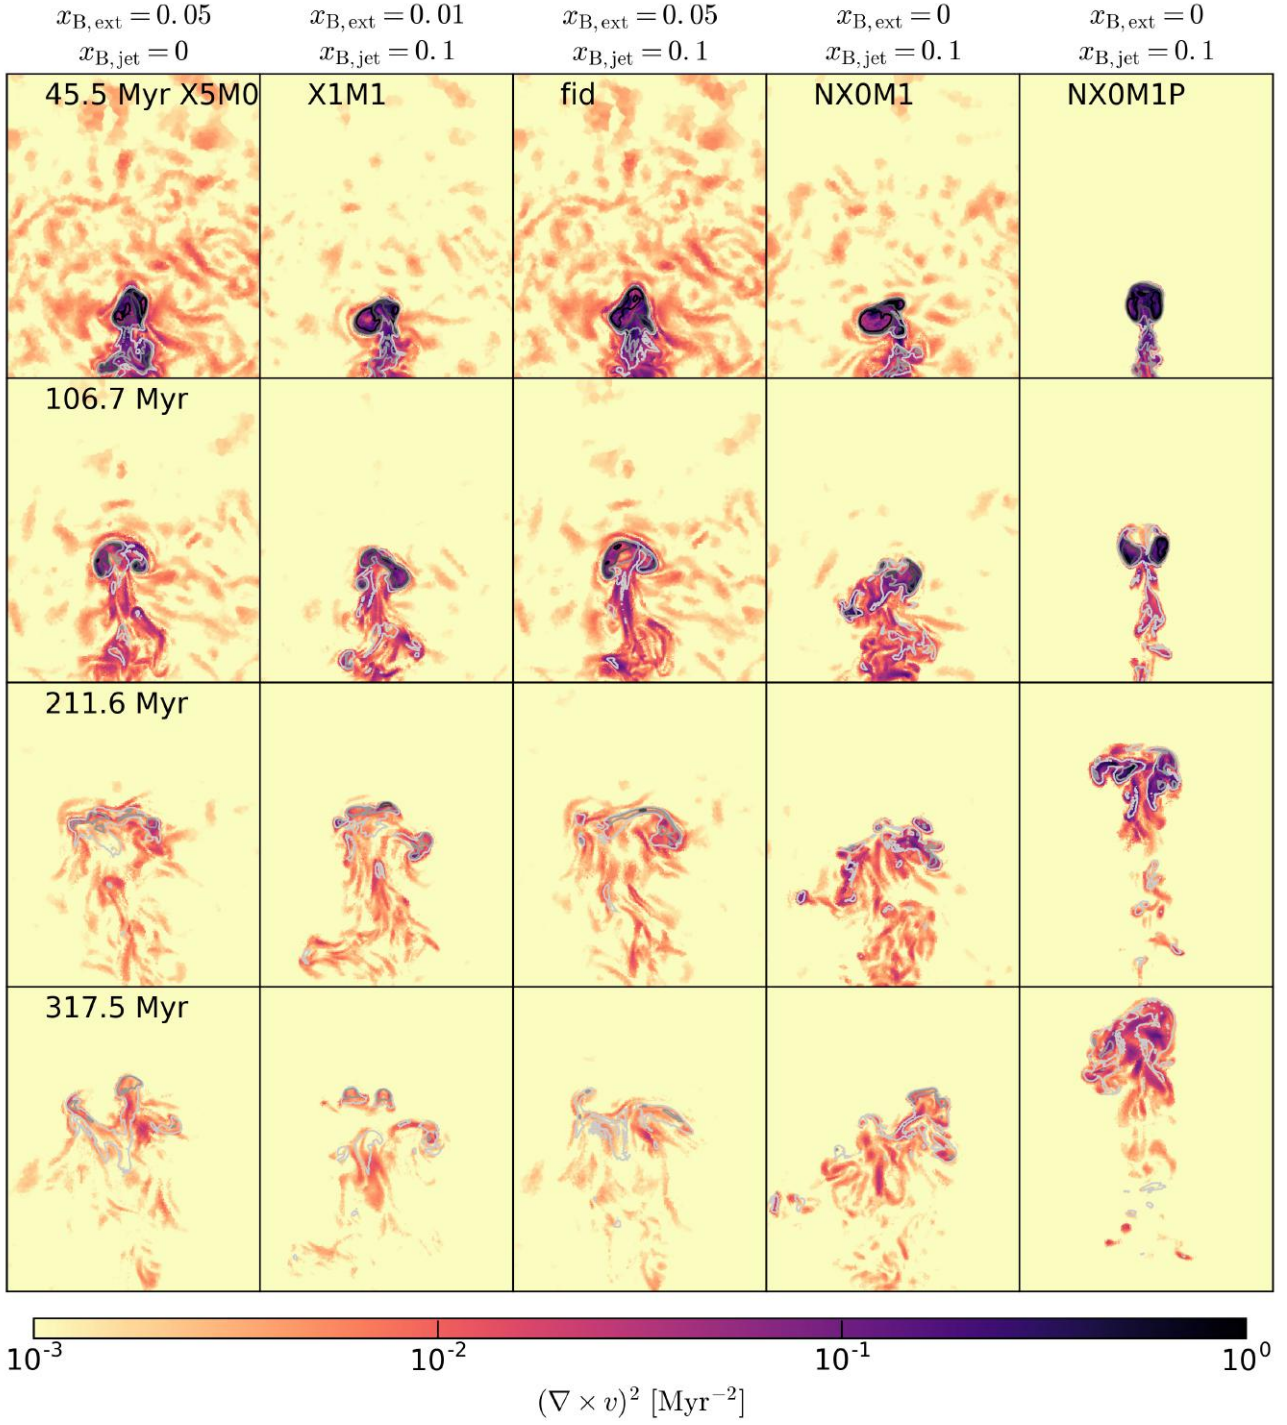 x_B,ext = 0.05 x_B,ext = 0.01 x_B,ext = 0.05 x_B,ext = 0 x_B,ext = 0
x_B,jet = 0 x_B,jet = 0.1 x_B,jet = 0.1 x_B,jet = 0.1 x_B,jet = 0.1
45.5 Myr X5M0 X1M1 fid NX0M1 NX0M1P
106.7 Myr
211.6 Myr
317.5 Myr
10^-3 10^-2 10^-1 10^0
(∇ × v)^2 [Myr^−2]